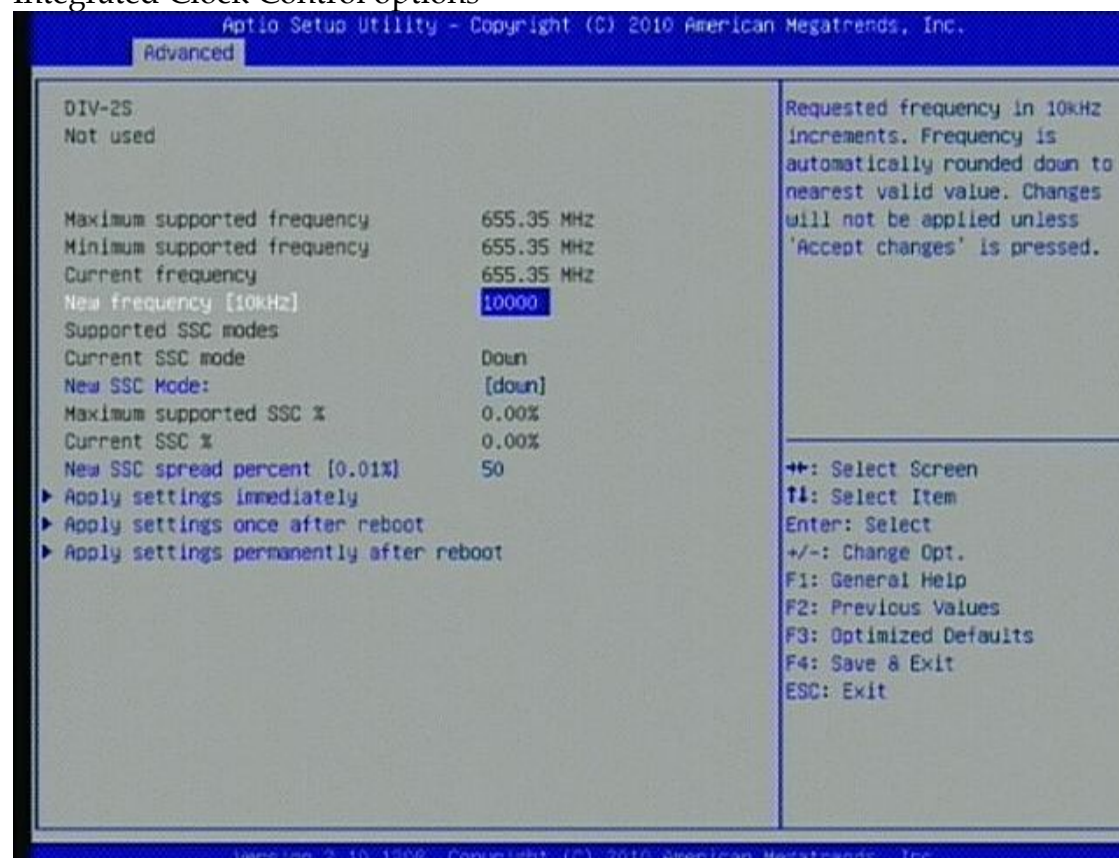 Integrated Clock Control options
Aptio Setup Utility - Copyright (C) 2010 American Megatrends, Inc.
Advanced
DIV-2S
Not used
Maximum supported frequency 655.35 MHz
Minimum supported frequency 655.35 MHz
Current frequency 655.35 MHz
New frequency [10kHz] 10000
Supported SSC modes
Current SSC mode Down
New SSC Mode: [down]
Maximum supported SSC % 0.00%
Current SSC % 0.00%
New SSC spread percent [0.01%] 50
Apply settings immediately
Apply settings once after reboot
Apply settings permanently after reboot
Requested frequency in 10kHz
increments. Frequency is
automatically rounded down to
nearest valid value. Changes
will not be applied unless
'Accept changes' is pressed.
→←: Select Screen
↑↓: Select Item
Enter: Select
+/-: Change Opt.
F1: General Help
F2: Previous Values
F3: Optimized Defaults
F4: Save & Exit
ESC: Exit
Copyright (C) 2010 American Megatrends, Inc.